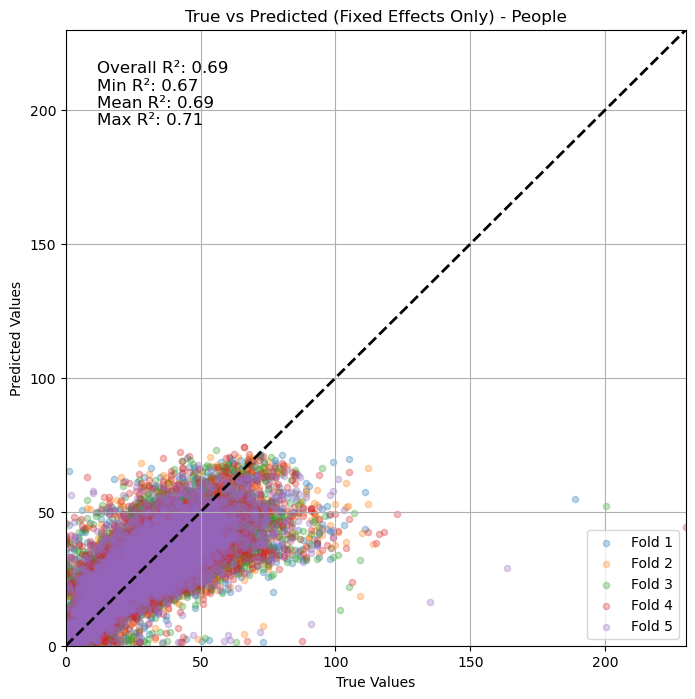 True vs Predicted (Fixed Effects Only) - People
Overall R²: 0.69
Min R²: 0.67
Mean R²: 0.69
Max R²: 0.71
200
150
100
50
0
Predicted Values
0 50 100 150 200
True Values
Fold 1
Fold 2
Fold 3
Fold 4
Fold 5